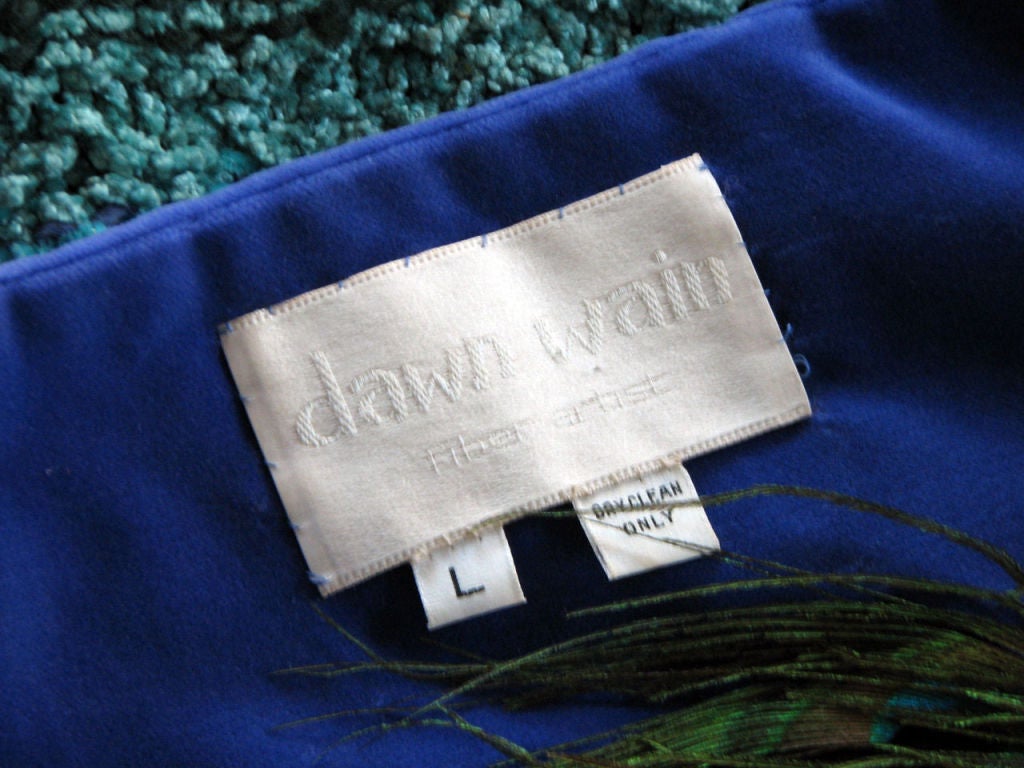 dawn wain
Fiber artist
L
DRYCLEAN
ONLY